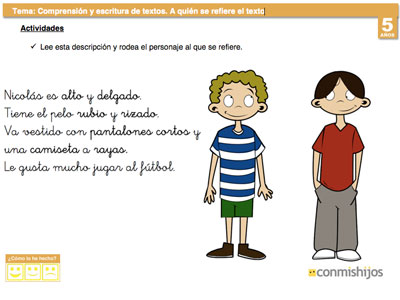 Tema: Comprensión y escritura de textos. A quién se refiere el texto
5
AÑOS
Actividades
✓ Lee esta descripción y rodea el personaje al que se refiere.
Nicolás es alto y delgado.
Tiene el pelo rubio y rizado.
Va vestido con pantalones cortos y
una camiseta a rayas.
Le gusta mucho jugar al fútbol.
¿Cómo lo he hecho?
conmishijos